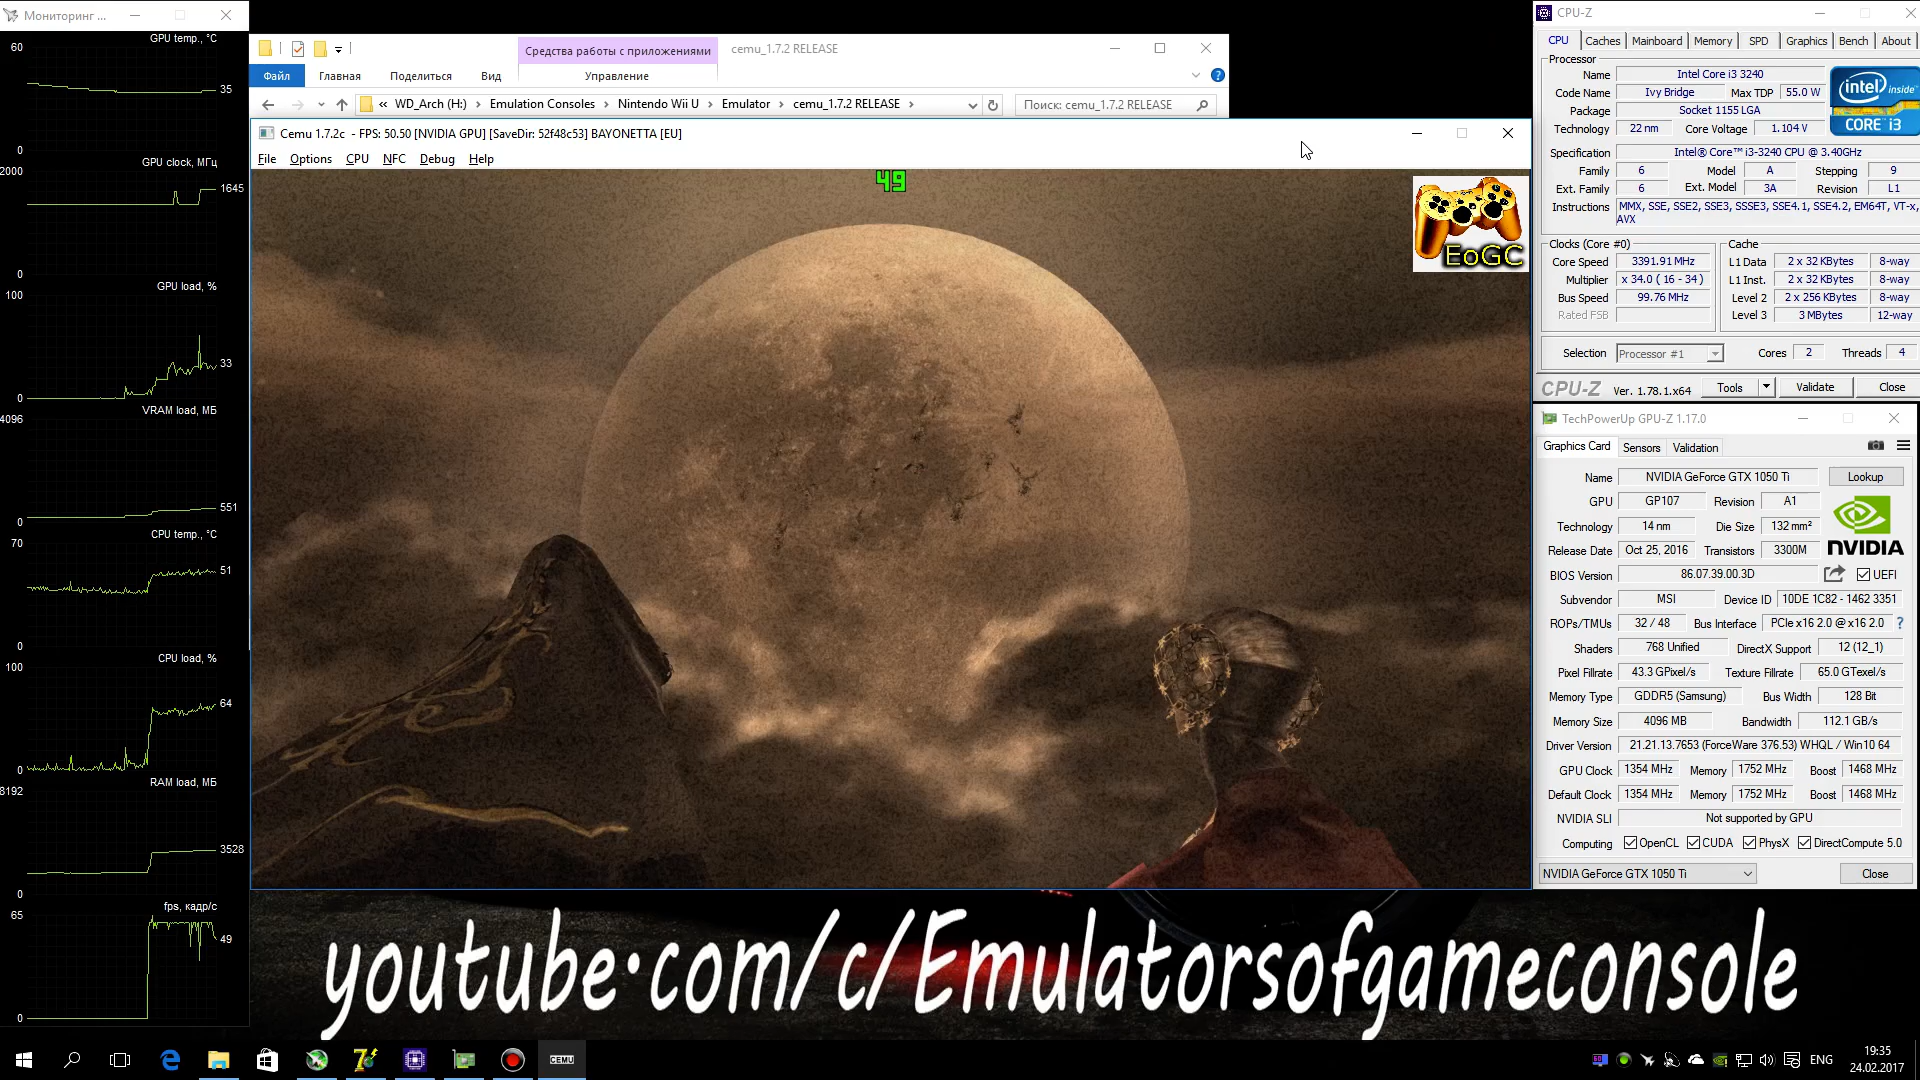 Мониторинг ...
GPU temp., °C
60
35
0
GPU clock, МГц
2000
1645
0
GPU load, %
100
33
0
VRAM load, МБ
4096
551
0
CPU temp., °C
70
51
0
CPU load, %
100
64
0
RAM load, МБ
8192
3528
0
fps, кадр/с
65
49
0
Средства работы с приложениями
cemu_1.7.2 RELEASE
Файл Главная Поделиться Вид Управление
« WD_Arch (H:) Emulation Consoles Nintendo Wii U Emulator cemu_1.7.2 RELEASE
Поиск: cemu_1.7.2 RELEASE
Cemu 1.7.2c - FPS: 50.50 [NVIDIA GPU] [SaveDir: 52f48c53] BAYONETTA [EU]
File Options CPU NFC Debug Help
49
EoGC
CPU-Z
CPU Caches Mainboard Memory SPD Graphics Bench About
Processor
Name Intel Core i3 3240
Code Name Ivy Bridge Max TDP 55.0 W
Package Socket 1155 LGA
Technology 22 nm Core Voltage 1.104 V
intel inside
CORE i3
Specification Intel® Core™ i3-3240 CPU @ 3.40GHz
Family 6 Model A Stepping 9
Ext. Family 6 Ext. Model 3A Revision L1
Instructions MMX, SSE, SSE2, SSE3, SSSE3, SSE4.1, SSE4.2, EM64T, VT-x,
AVX
Clocks (Core #0)
Core Speed 3391.91 MHz
Multiplier x 34.0 ( 16 - 34 )
Bus Speed 99.76 MHz
Rated FSB
Cache
L1 Data 2 x 32 KBytes 8-way
L1 Inst. 2 x 32 KBytes 8-way
Level 2 2 x 256 KBytes 8-way
Level 3 3 MBytes 12-way
Selection Processor #1 Cores 2 Threads 4
CPU-Z Ver. 1.78.1.x64 Tools Validate Close
TechPowerUp GPU-Z 1.17.0
Graphics Card Sensors Validation
Name NVIDIA GeForce GTX 1050 Ti Lookup
GPU GP107 Revision A1
Technology 14 nm Die Size 132 mm²
Release Date Oct 25, 2016 Transistors 3300M
NVIDIA
BIOS Version 86.07.39.00.3D UEFI
Subvendor MSI Device ID 10DE 1C82 - 1462 3351
ROPs/TMUs 32 / 48 Bus Interface PCIe x16 2.0 @ x16 2.0 ?
Shaders 768 Unified DirectX Support 12 (12_1)
Pixel Fillrate 43.3 GPixel/s Texture Fillrate 65.0 GTexel/s
Memory Type GDDR5 (Samsung) Bus Width 128 Bit
Memory Size 4096 MB Bandwidth 112.1 GB/s
Driver Version 21.21.13.7653 (ForceWare 376.53) WHQL / Win10 64
GPU Clock 1354 MHz Memory 1752 MHz Boost 1468 MHz
Default Clock 1354 MHz Memory 1752 MHz Boost 1468 MHz
NVIDIA SLI Not supported by GPU
Computing OpenCL CUDA PhysX DirectCompute 5.0
NVIDIA GeForce GTX 1050 Ti Close
youtube.com/c/Emulatorsofgameconsole
CEMU
ENG
19:35
24.02.2017